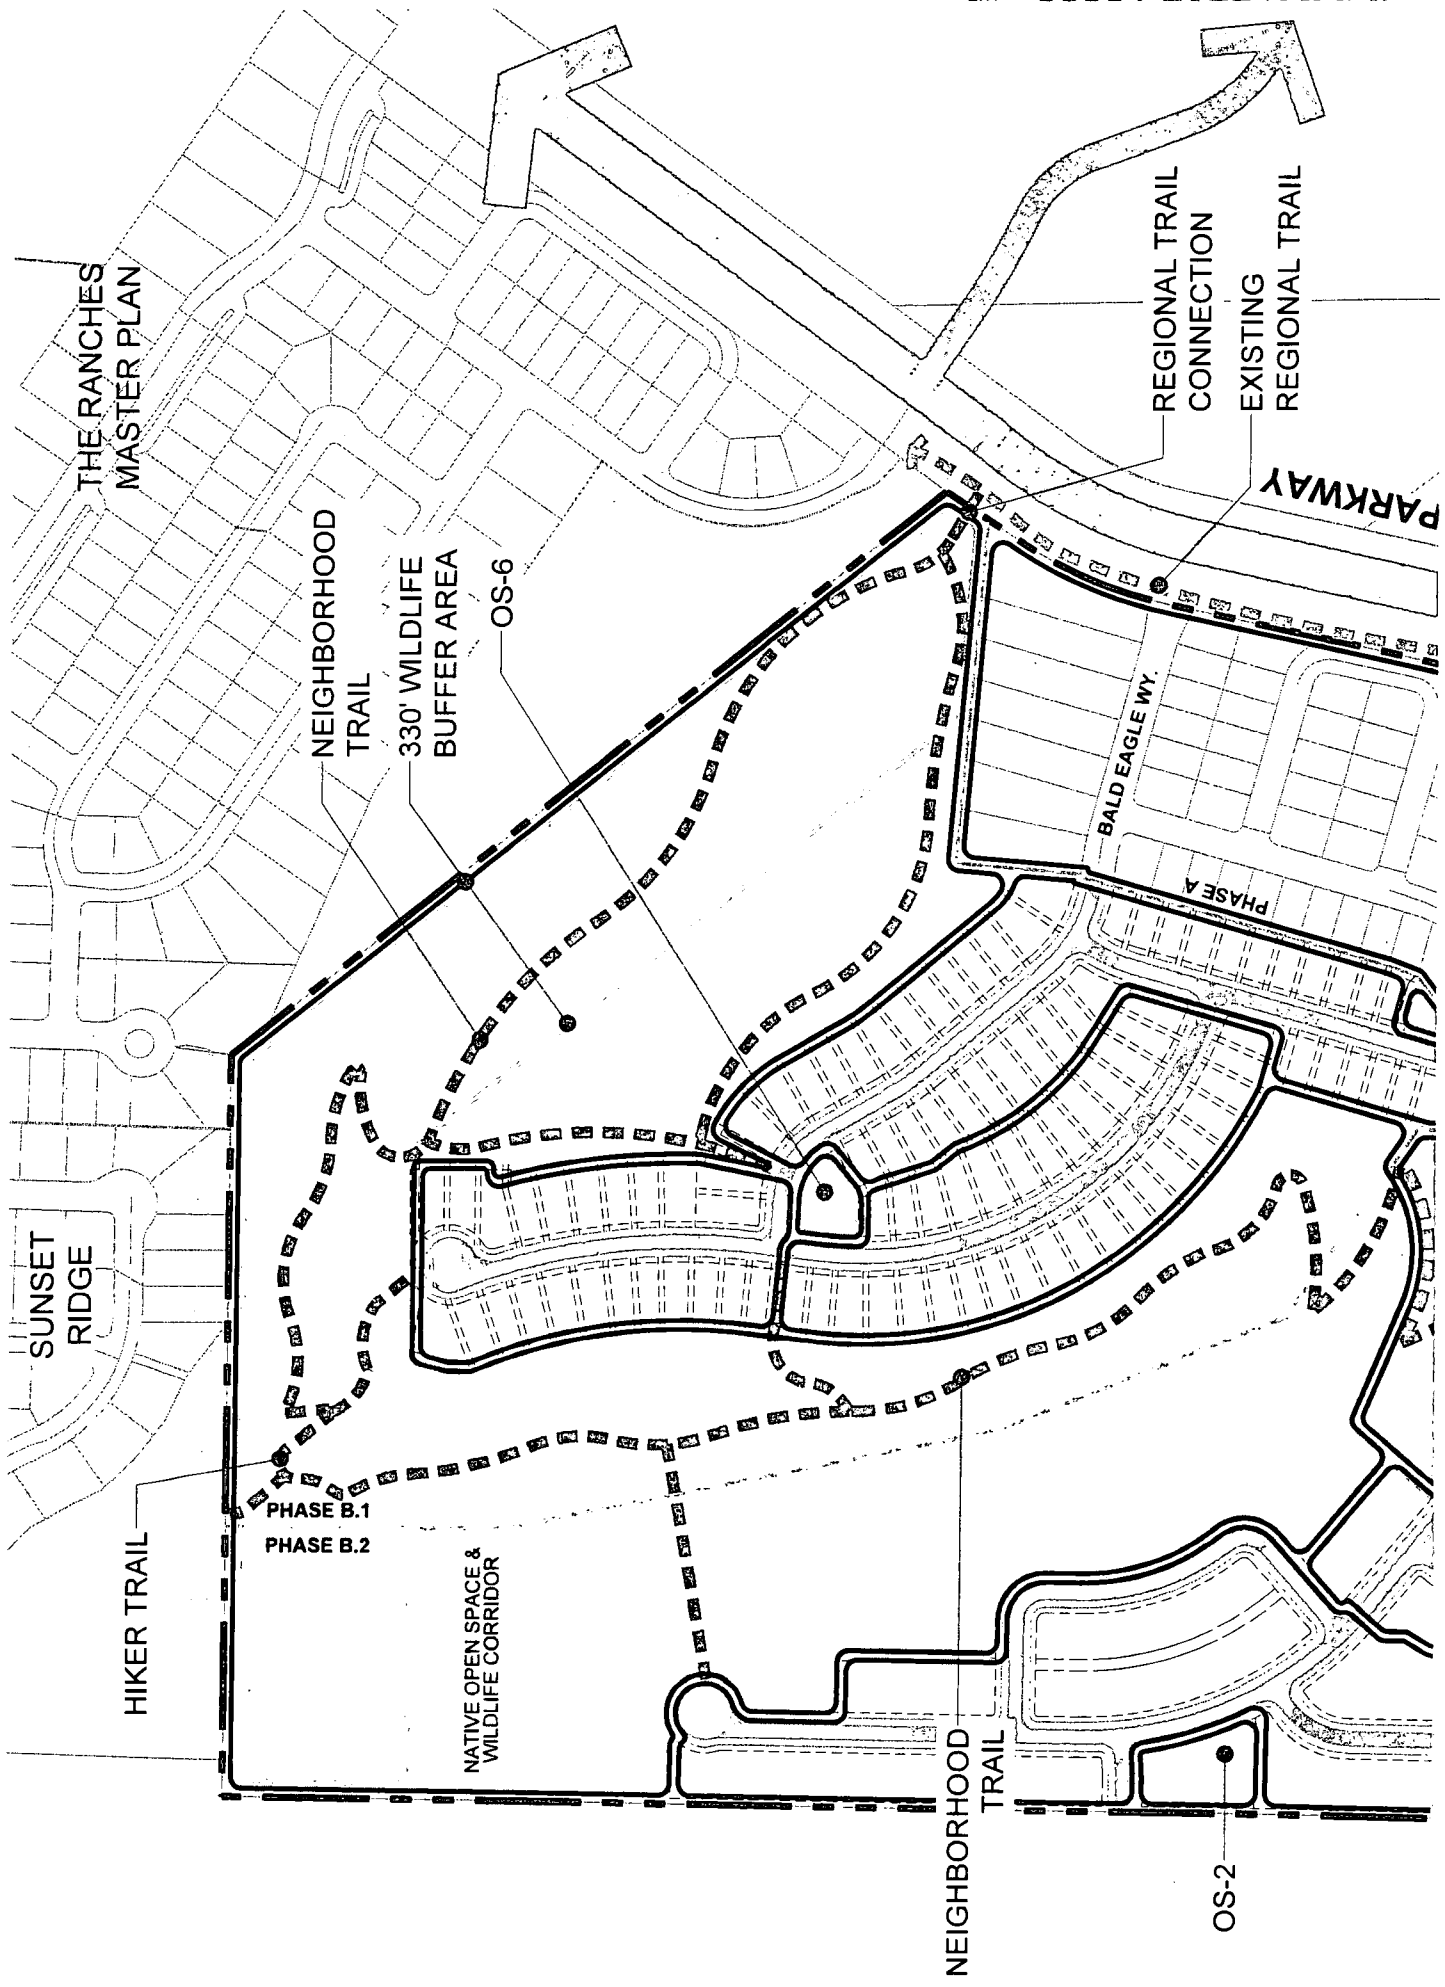 THE RANCHES
MASTER PLAN
NEIGHBORHOOD
TRAIL
330' WILDLIFE
BUFFER AREA
OS-6
REGIONAL TRAIL
CONNECTION
EXISTING
REGIONAL TRAIL
PARKWAY
BALD EAGLE WY.
PHASE A
SUNSET
RIDGE
HIKER TRAIL
PHASE B.1
PHASE B.2
NATIVE OPEN SPACE &
WILDLIFE CORRIDOR
NEIGHBORHOOD
TRAIL
OS-2